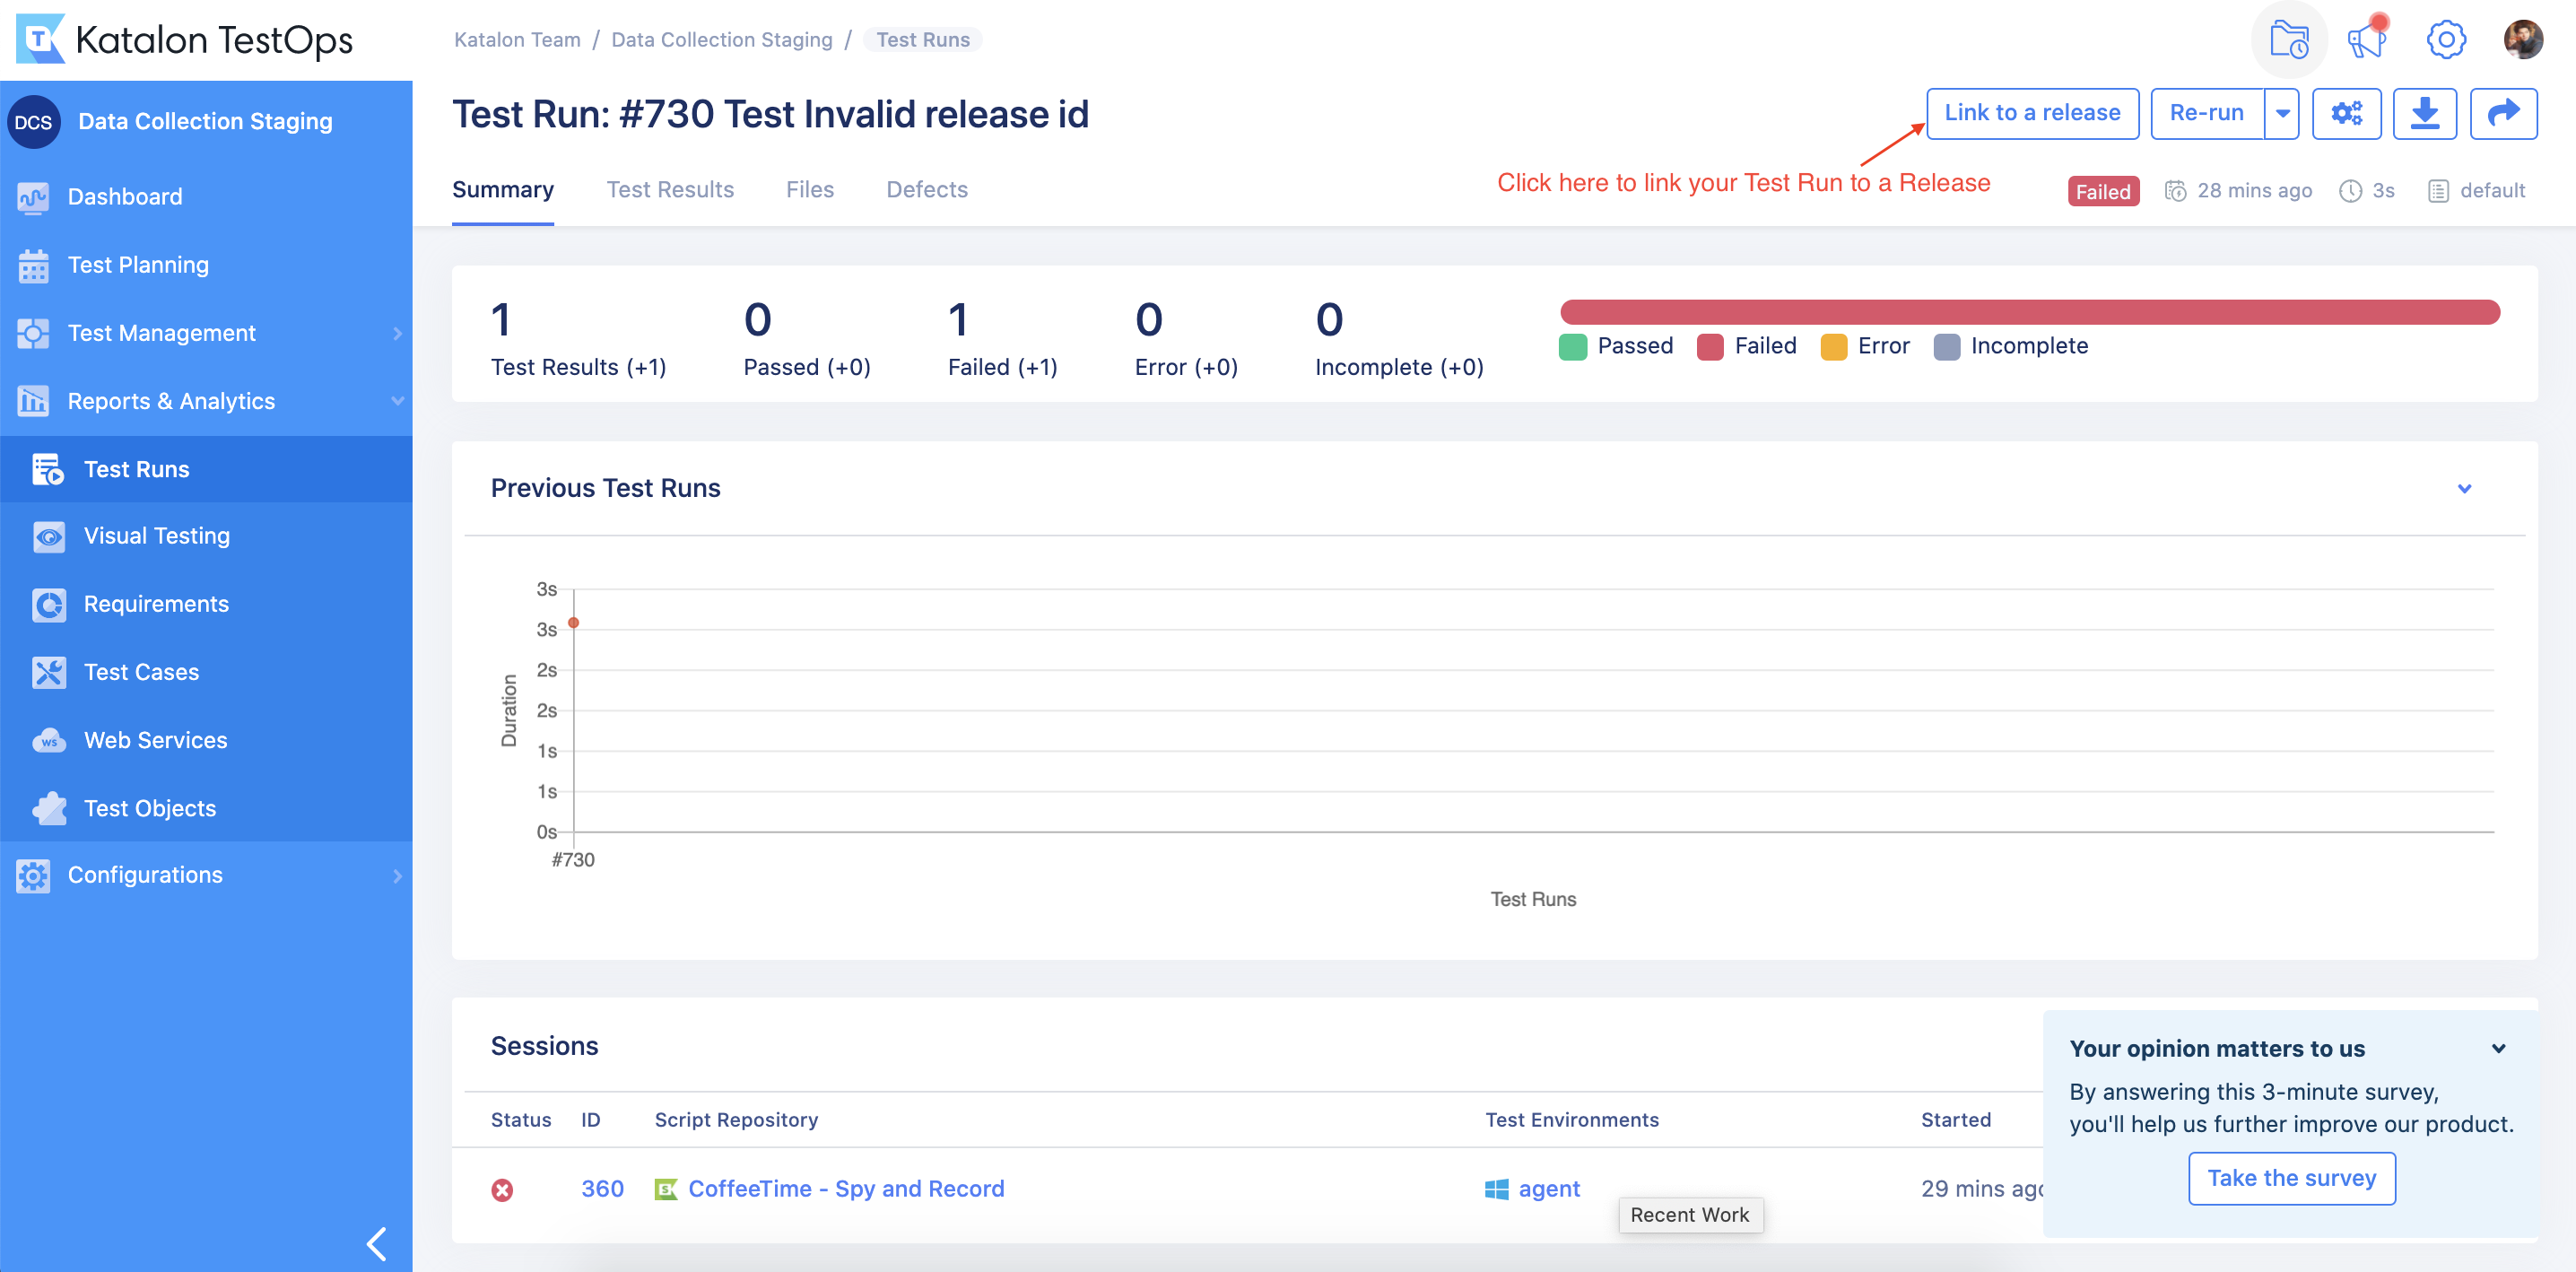 Katalon TestOps
Katalon Team / Data Collection Staging / Test Runs
DCS Data Collection Staging
Dashboard
Test Planning
Test Management
Reports & Analytics
Test Runs
Visual Testing
Requirements
Test Cases
WS Web Services
Test Objects
Configurations
Test Run: #730 Test Invalid release id
Link to a release
Re-run
Click here to link your Test Run to a Release
Summary Test Results Files Defects
Failed 28 mins ago 3s default
1 0 1 0 0
Test Results (+1) Passed (+0) Failed (+1) Error (+0) Incomplete (+0)
Passed Failed Error Incomplete
Previous Test Runs
Duration
3s
3s
2s
2s
1s
1s
0s
#730
Test Runs
Sessions
Status ID Script Repository Test Environments Started
360 CoffeeTime - Spy and Record agent 29 mins ago
Recent Work
Your opinion matters to us
By answering this 3-minute survey,
you'll help us further improve our product.
Take the survey